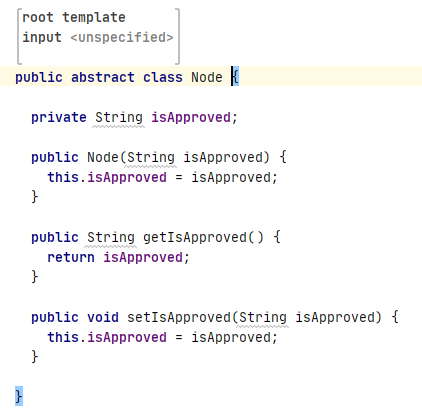 root template
input <unspecified>
public abstract class Node {
private String isApproved;
public Node(String isApproved) {
this.isApproved = isApproved;
}
public String getIsApproved() {
return isApproved;
}
public void setIsApproved(String isApproved) {
this.isApproved = isApproved;
}
}